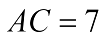 AC = 7